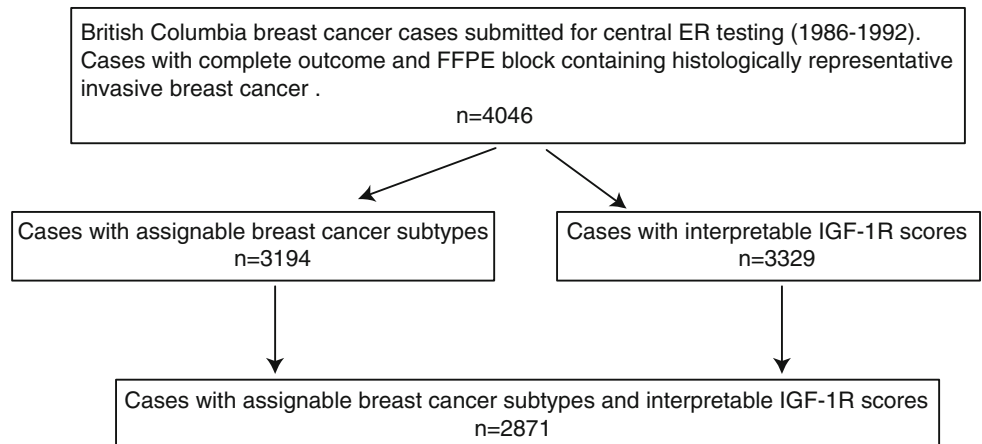 British Columbia breast cancer cases submitted for central ER testing (1986-1992).
Cases with complete outcome and FFPE block containing histologically representative
invasive breast cancer .
n=4046
Cases with assignable breast cancer subtypes
n=3194
Cases with interpretable IGF-1R scores
n=3329
Cases with assignable breast cancer subtypes and interpretable IGF-1R scores
n=2871